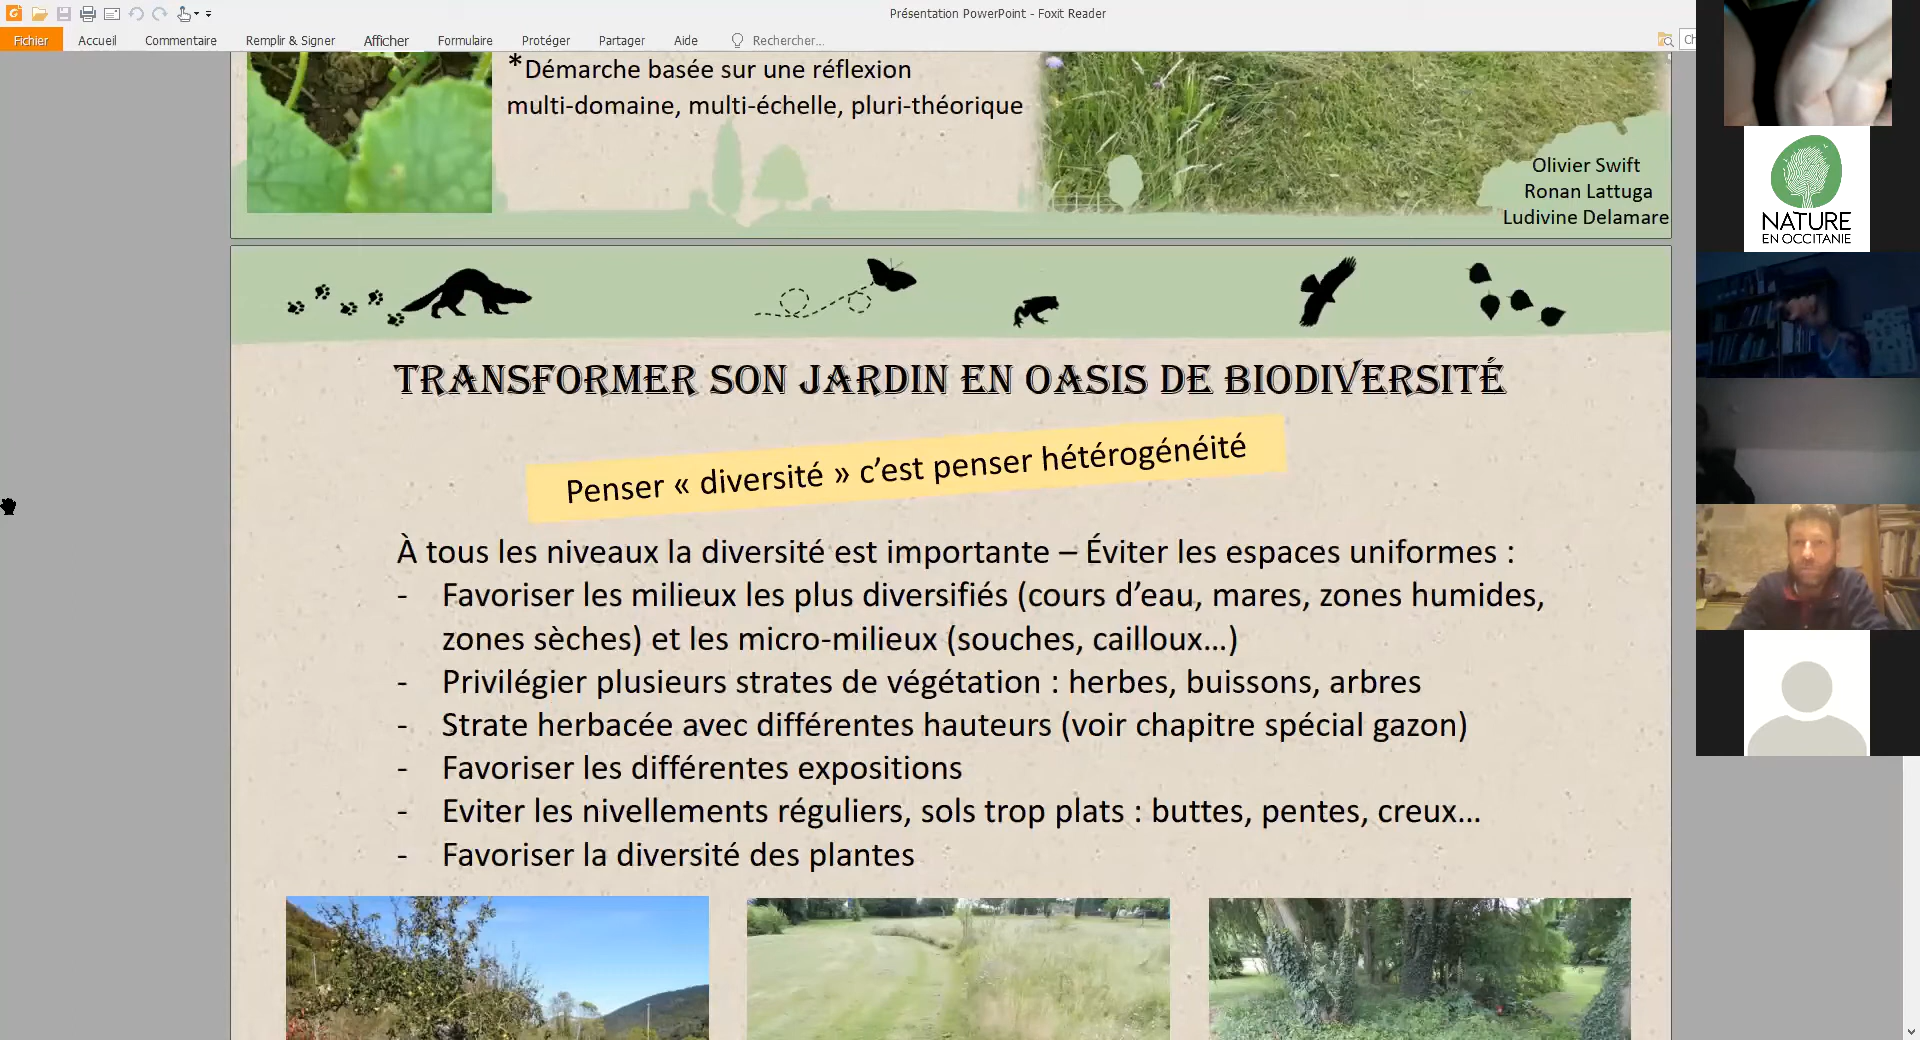 Présentation PowerPoint - Foxit Reader
Fichier Accueil Commentaire Remplir & Signer Afficher Formulaire Protéger Partager Aide Rechercher...
*Démarche basée sur une réflexion
multi-domaine, multi-échelle, pluri-théorique
Olivier Swift
Ronan Lattuga
Ludivine Delamare
NATURE
EN OCCITANIE
TRANSFORMER SON JARDIN EN OASIS DE BIODIVERSITÉ
Penser « diversité » c’est penser hétérogénéité
À tous les niveaux la diversité est importante – Éviter les espaces uniformes :
- Favoriser les milieux les plus diversifiés (cours d’eau, mares, zones humides,
zones sèches) et les micro-milieux (souches, cailloux…)
- Privilégier plusieurs strates de végétation : herbes, buissons, arbres
- Strate herbacée avec différentes hauteurs (voir chapitre spécial gazon)
- Favoriser les différentes expositions
- Eviter les nivellements réguliers, sols trop plats : buttes, pentes, creux…
- Favoriser la diversité des plantes